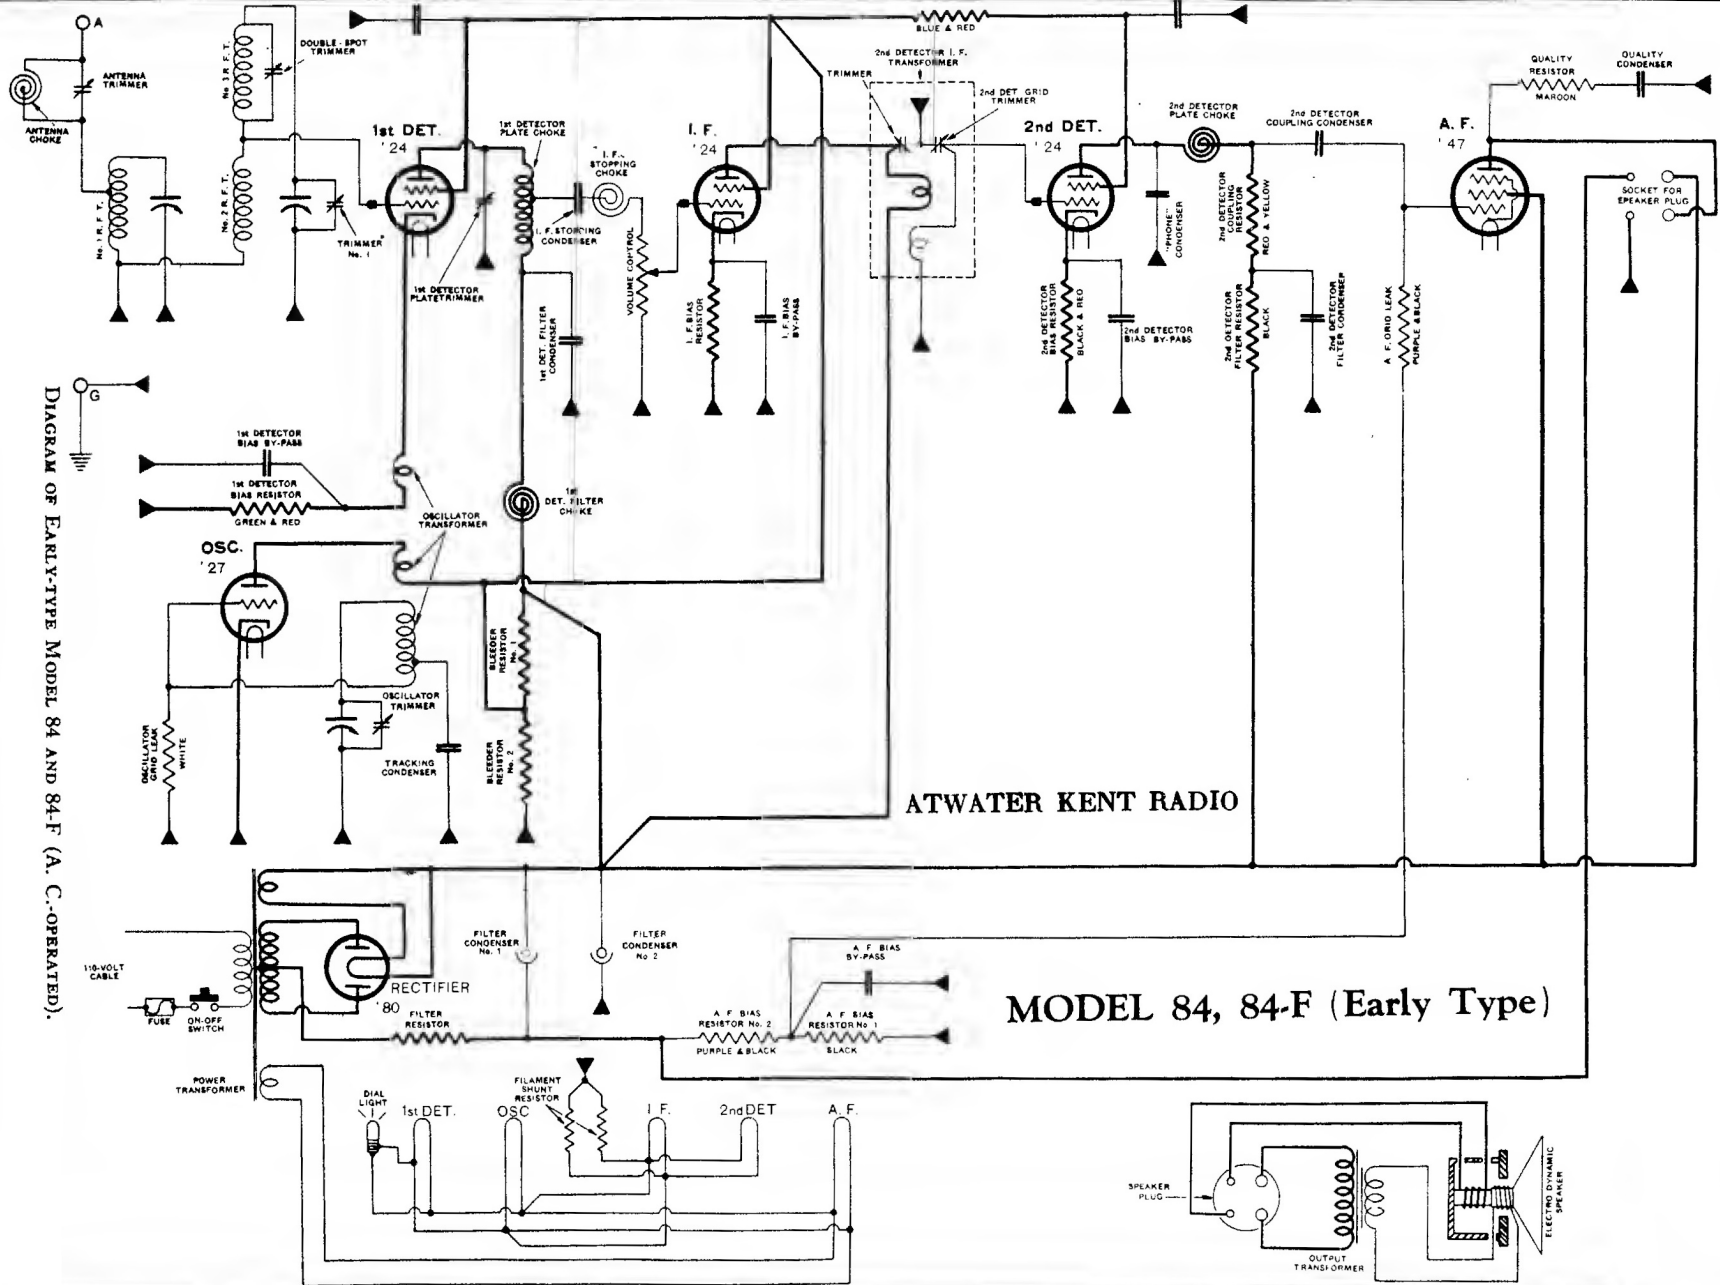 A
ANTENNA
TRIMMER
ANTENNA
CHOKE
No. 1 R. F. T.
No. 3 R. F. T.
DOUBLE-SPOT
TRIMMER
No. 2 R. F. T.
TRIMMER
No. 1
1st DET.
'24
1st DETECTOR
PLATE CHOKE
1st DETECTOR
PLATE TRIMMER
I. F.
STOPPING
CHOKE
I. F. STOPPING
CONDENSER
1st DET. FILTER
CONDENSER
VOLUME CONTROL
I. F.
'24
I. F. BIAS
RESISTOR
I. F. BIAS
BY-PASS
BLUE & RED
2nd DETECTOR I. F.
TRANSFORMER
TRIMMER
2nd DET. GRID
TRIMMER
2nd DET.
'24
2nd DETECTOR
BIAS RESISTOR
BLACK & RED
2nd DETECTOR
BIAS BY-PASS
"PHONE"
CONDENSER
2nd DETECTOR
PLATE CHOKE
2nd DETECTOR
COUPLING
RESISTOR
RED & YELLOW
2nd DETECTOR
COUPLING CONDENSER
2nd DETECTOR
FILTER RESISTOR
BLACK
2nd DETECTOR
FILTER CONDENSER
A. F. GRID LEAK
PURPLE & BLACK
A. F.
'47
QUALITY
RESISTOR
MAROON
QUALITY
CONDENSER
SOCKET FOR
SPEAKER PLUG
G
DIAGRAM OF EARLY-TYPE MODEL 84 AND 84-F (A. C.-OPERATED).
1st DETECTOR
BIAS BY-PASS
1st DETECTOR
BIAS RESISTOR
GREEN & RED
OSCILLATOR
TRANSFORMER
1st
DET. FILTER
CHOKE
OSC.
'27
OSCILLATOR
GRID LEAK
WHITE
OSCILLATOR
TRIMMER
TRACKING
CONDENSER
BLEEDER
RESISTOR
No. 1
BLEEDER
RESISTOR
No. 2
ATWATER KENT RADIO
110-VOLT
CABLE
FUSE
ON-OFF
SWITCH
POWER
TRANSFORMER
RECTIFIER
'80
FILTER
RESISTOR
FILTER
CONDENSER
No. 1
FILTER
CONDENSER
No 2
A F BIAS
BY-PASS
A F BIAS
RESISTOR No. 2
PURPLE & BLACK
A F BIAS
RESISTOR No 1
BLACK
MODEL 84, 84-F (Early Type)
DIAL
LIGHT
1st DET.
OSC
FILAMENT
SHUNT
RESISTOR
I F.
2nd DET
A. F.
SPEAKER
PLUG
OUTPUT
TRANSFORMER
ELECTRO DYNAMIC
SPEAKER